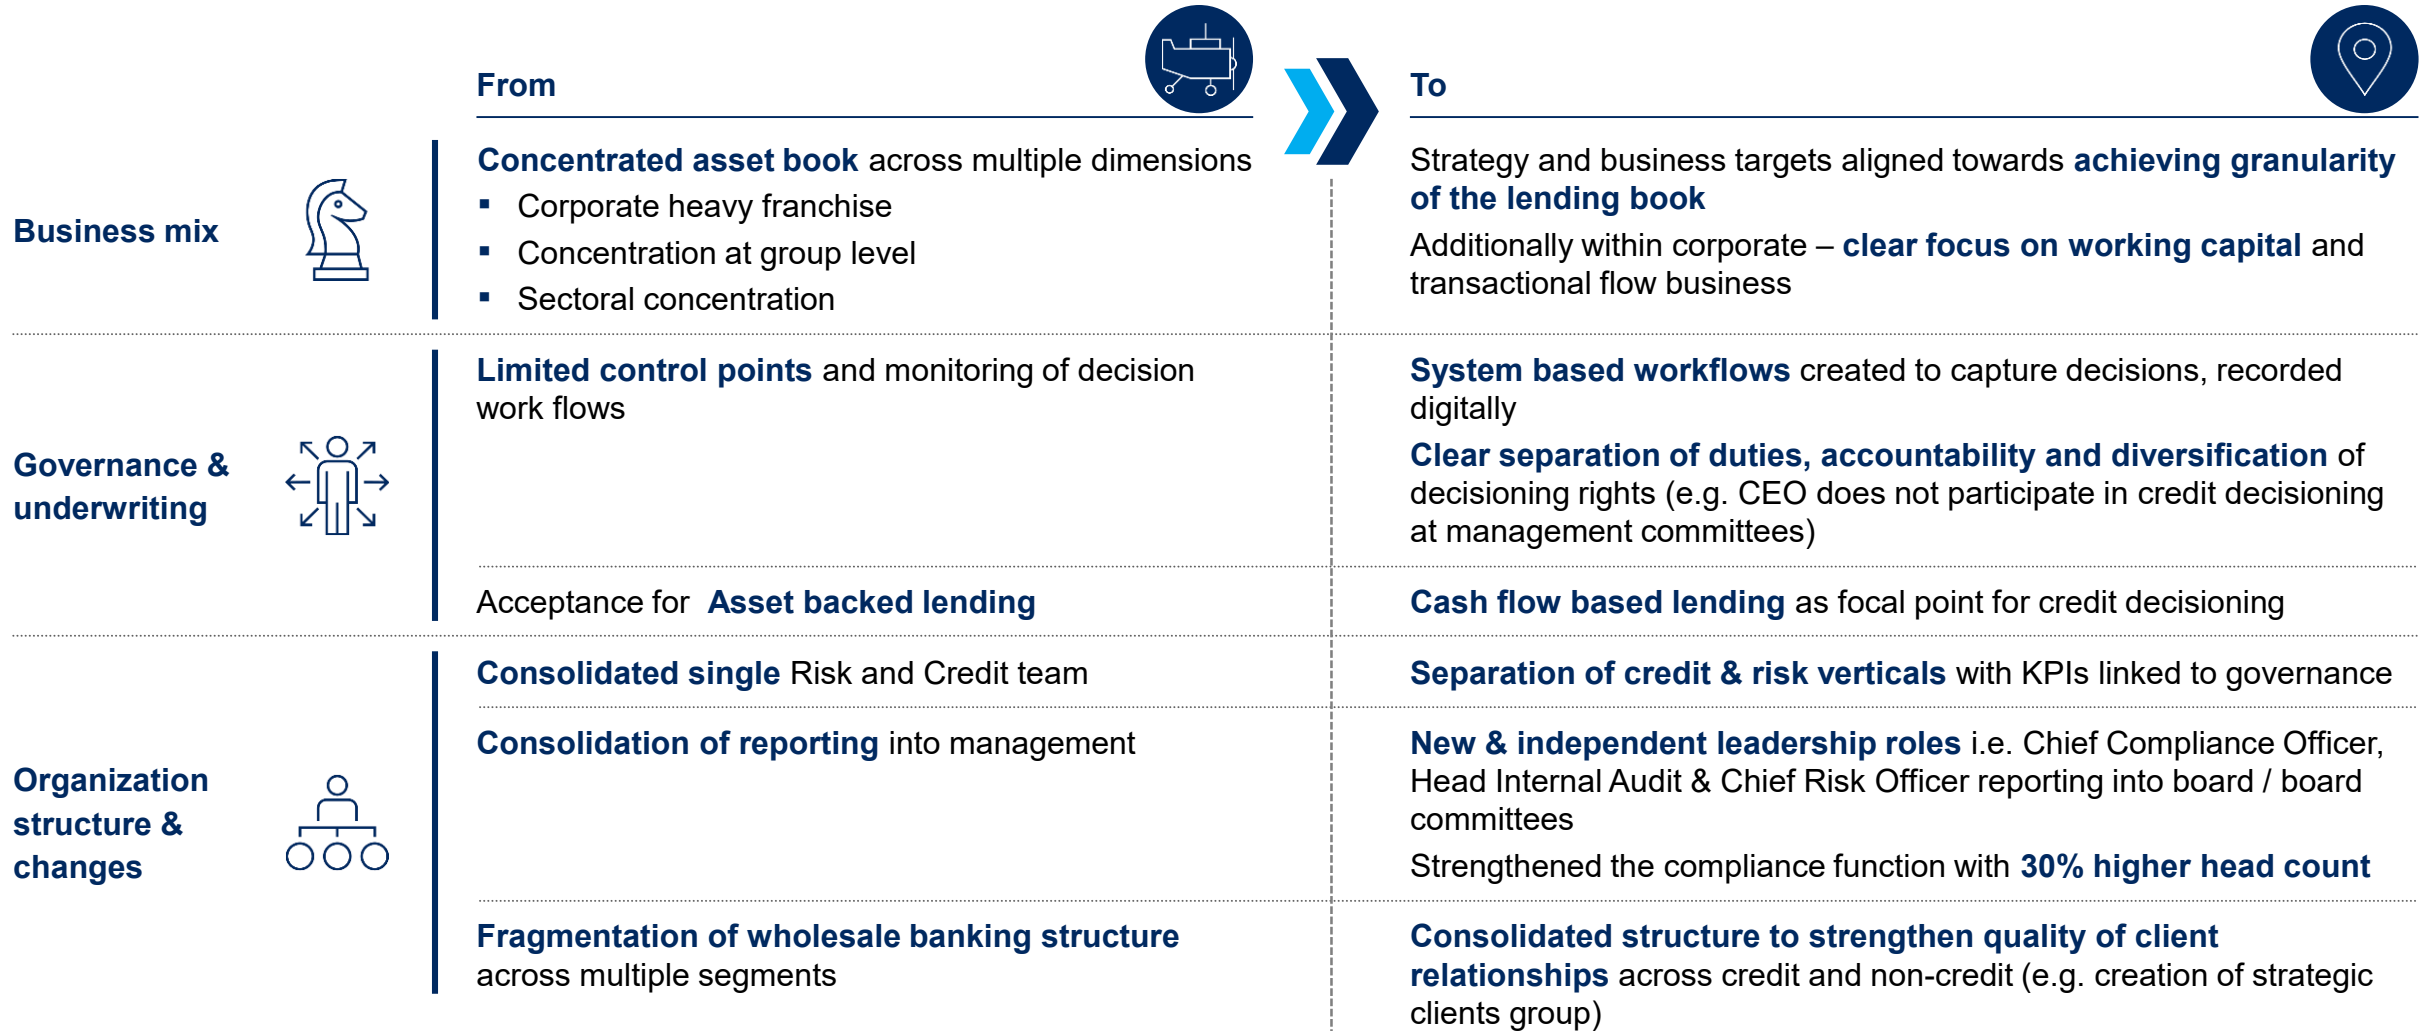 From
To
Business mix
Concentrated asset book across multiple dimensions
▪ Corporate heavy franchise
▪ Concentration at group level
▪ Sectoral concentration
Strategy and business targets aligned towards achieving granularity
of the lending book
Additionally within corporate – clear focus on working capital and
transactional flow business
Governance &
underwriting
Limited control points and monitoring of decision
work flows
System based workflows created to capture decisions, recorded
digitally
Clear separation of duties, accountability and diversification of
decisioning rights (e.g. CEO does not participate in credit decisioning
at management committees)
Acceptance for Asset backed lending
Cash flow based lending as focal point for credit decisioning
Organization
structure &
changes
Consolidated single Risk and Credit team
Separation of credit & risk verticals with KPIs linked to governance
Consolidation of reporting into management
New & independent leadership roles i.e. Chief Compliance Officer,
Head Internal Audit & Chief Risk Officer reporting into board / board
committees
Strengthened the compliance function with 30% higher head count
Fragmentation of wholesale banking structure
across multiple segments
Consolidated structure to strengthen quality of client
relationships across credit and non-credit (e.g. creation of strategic
clients group)